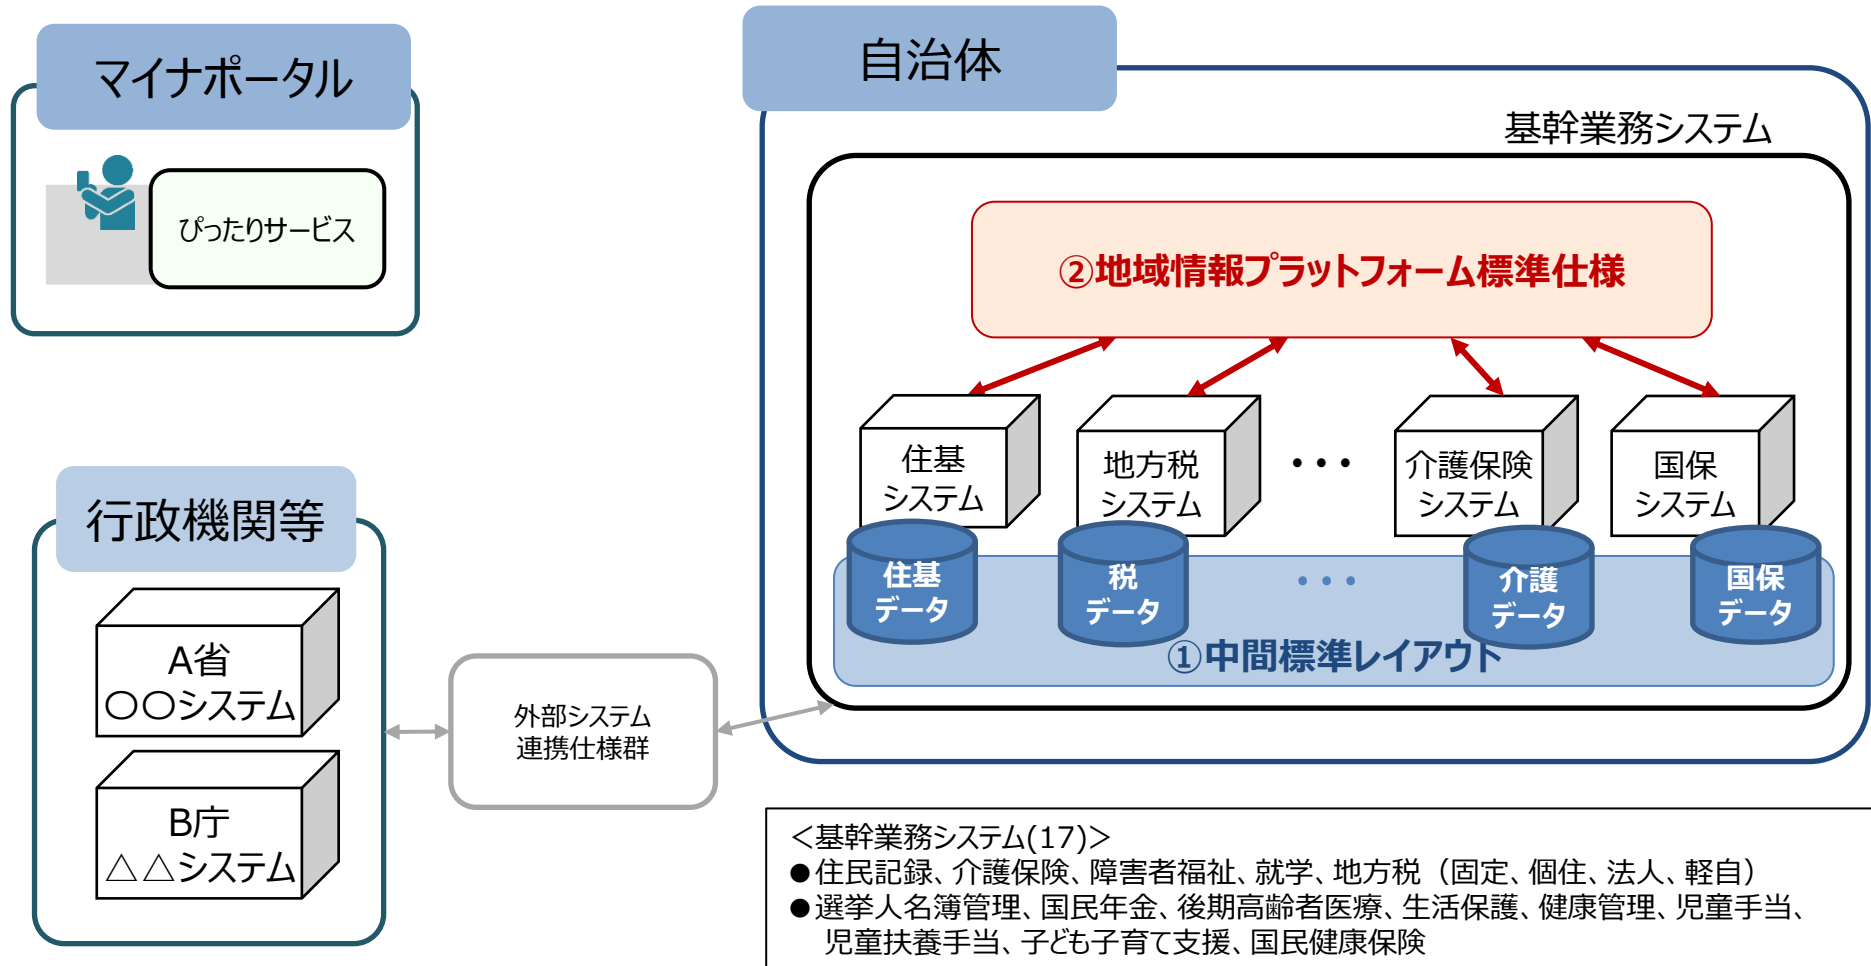 マイナポータル
ぴったりサービス
行政機関等
A省
〇〇システム
B庁
△△システム
外部システム
連携仕様群
自治体
基幹業務システム
②地域情報プラットフォーム標準仕様
住基
システム
地方税
システム
・・・
介護保険
システム
国保
システム
住基
データ
税
データ
・・・
介護
データ
国保
データ
①中間標準レイアウト
＜基幹業務システム(17)＞
●住民記録、介護保険、障害者福祉、就学、地方税（固定、個住、法人、軽自）
●選挙人名簿管理、国民年金、後期高齢者医療、生活保護、健康管理、児童手当、
児童扶養手当、子ども子育て支援、国民健康保険